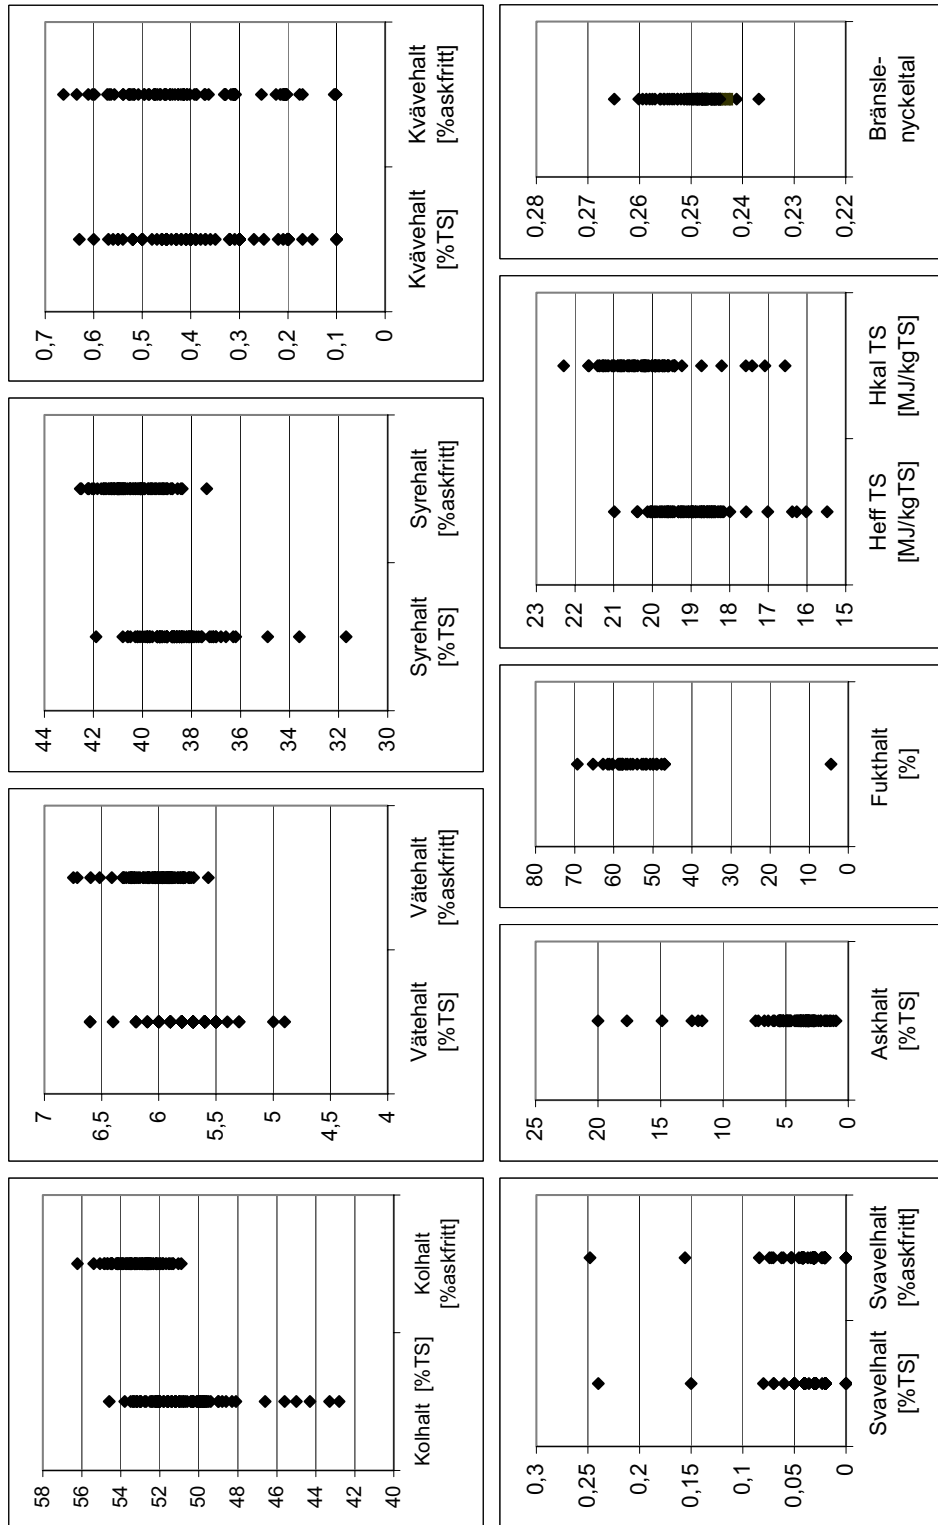 58
56
54
52
50
48
46
44
42
40
Kolhalt [%TS]
Kolhalt
[%askfritt]
7
6,5
6
5,5
5
4,5
4
Vätehalt
[%TS]
Vätehalt
[%askfritt]
44
42
40
38
36
34
32
30
Syrehalt
[%TS]
Syrehalt
[%askfritt]
0,7
0,6
0,5
0,4
0,3
0,2
0,1
0
Kvävehalt
[%TS]
Kvävehalt
[%askfritt]
0,3
0,25
0,2
0,15
0,1
0,05
0
Svavelhalt
[%TS]
Svavelhalt
[%askfritt]
25
20
15
10
5
0
Askhalt
[%TS]
80
70
60
50
40
30
20
10
0
Fukthalt
[%]
23
22
21
20
19
18
17
16
15
Heff TS
[MJ/kgTS]
Hkal TS
[MJ/kgTS]
0,28
0,27
0,26
0,25
0,24
0,23
0,22
Bränsle-
nyckeltal